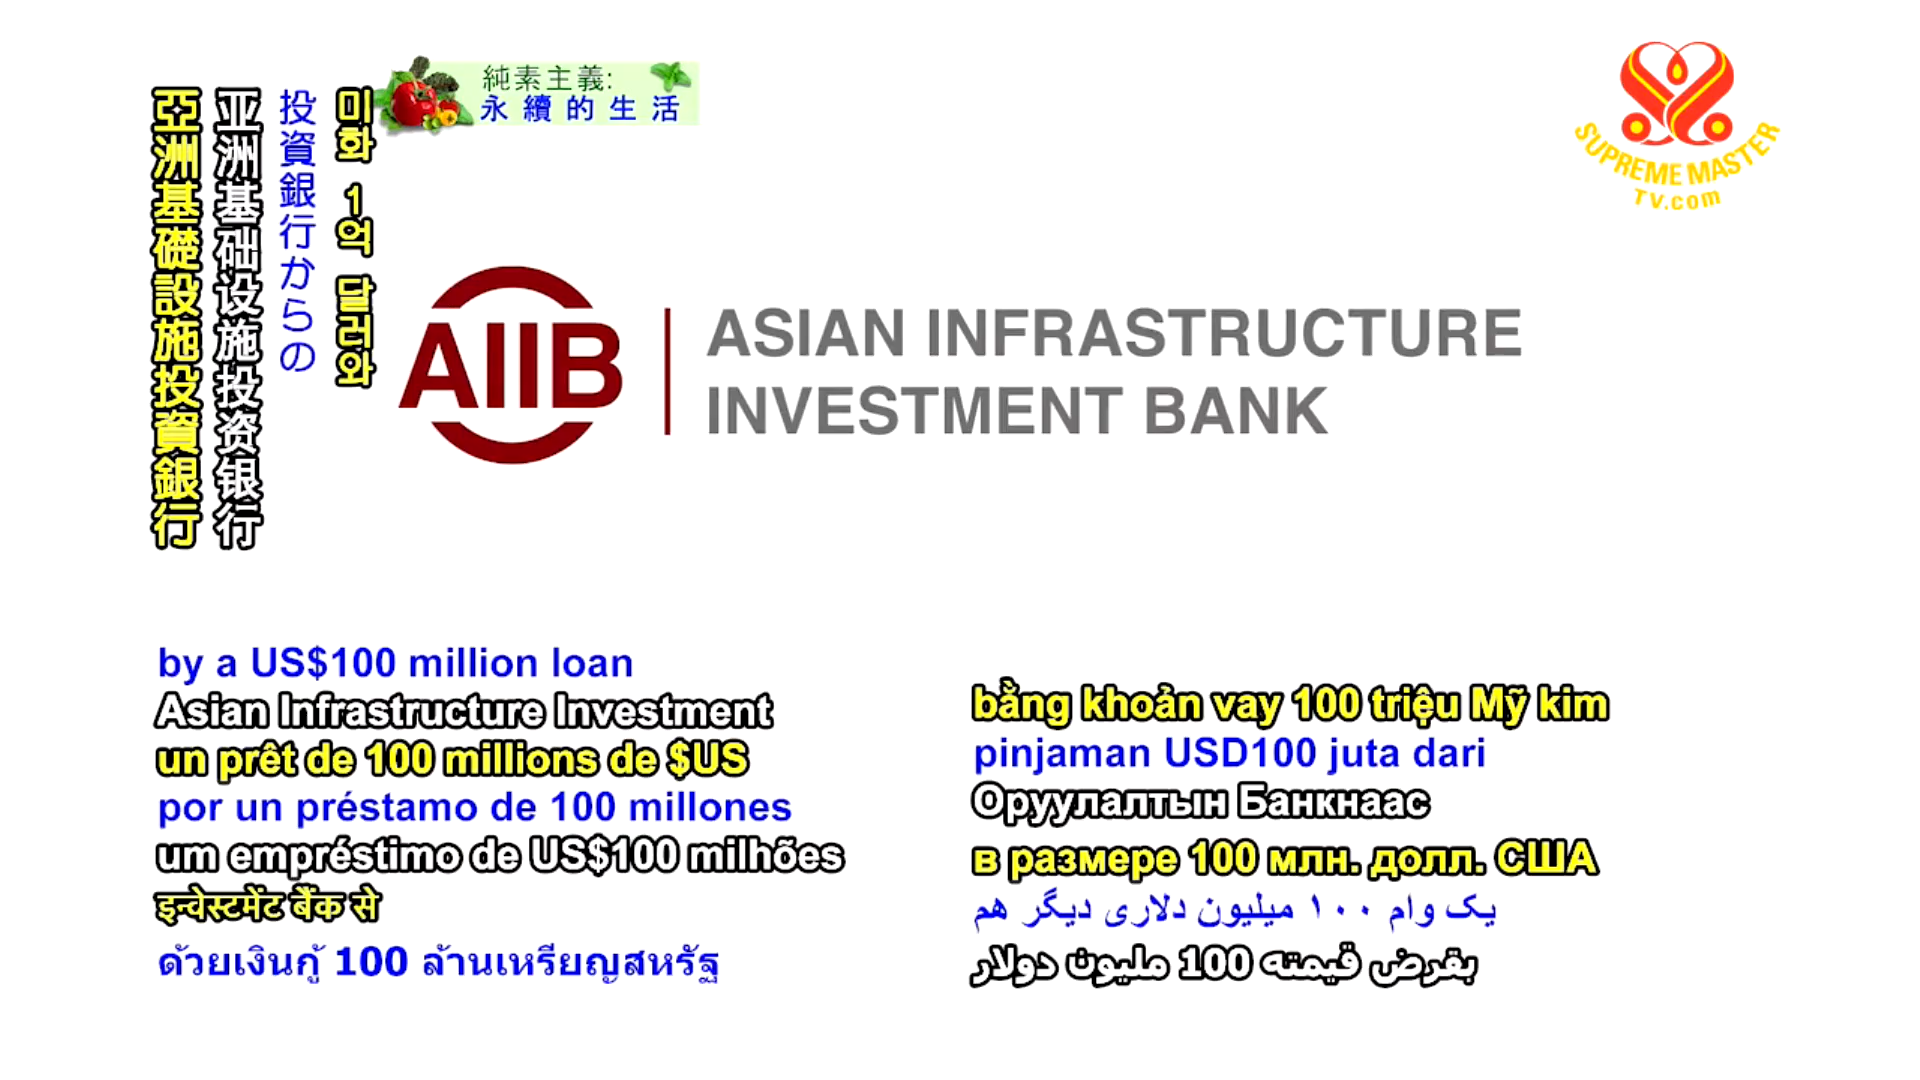 亞洲基礎設施投資銀行
亚洲基础设施投资银行
投資銀行からの
미화 1억 달러와
純素主義:
永續的生活
SUPREME MASTER
TV.com
AIIB
ASIAN INFRASTRUCTURE
INVESTMENT BANK
by a US$100 million loan
Asian Infrastructure Investment
un prêt de 100 millions de $US
por un préstamo de 100 millones
um empréstimo de US$100 milhões
इन्वेस्टमेंट बैंक से
ด้วยเงินกู้ 100 ล้านเหรียญสหรัฐ
bằng khoản vay 100 triệu Mỹ kim
pinjaman USD100 juta dari
Оруулалтын Банкнаас
в размере 100 млн. долл. США
یک وام ۱۰۰ میلیون دلاری دیگر هم
بقرض قيمته 100 مليون دولار